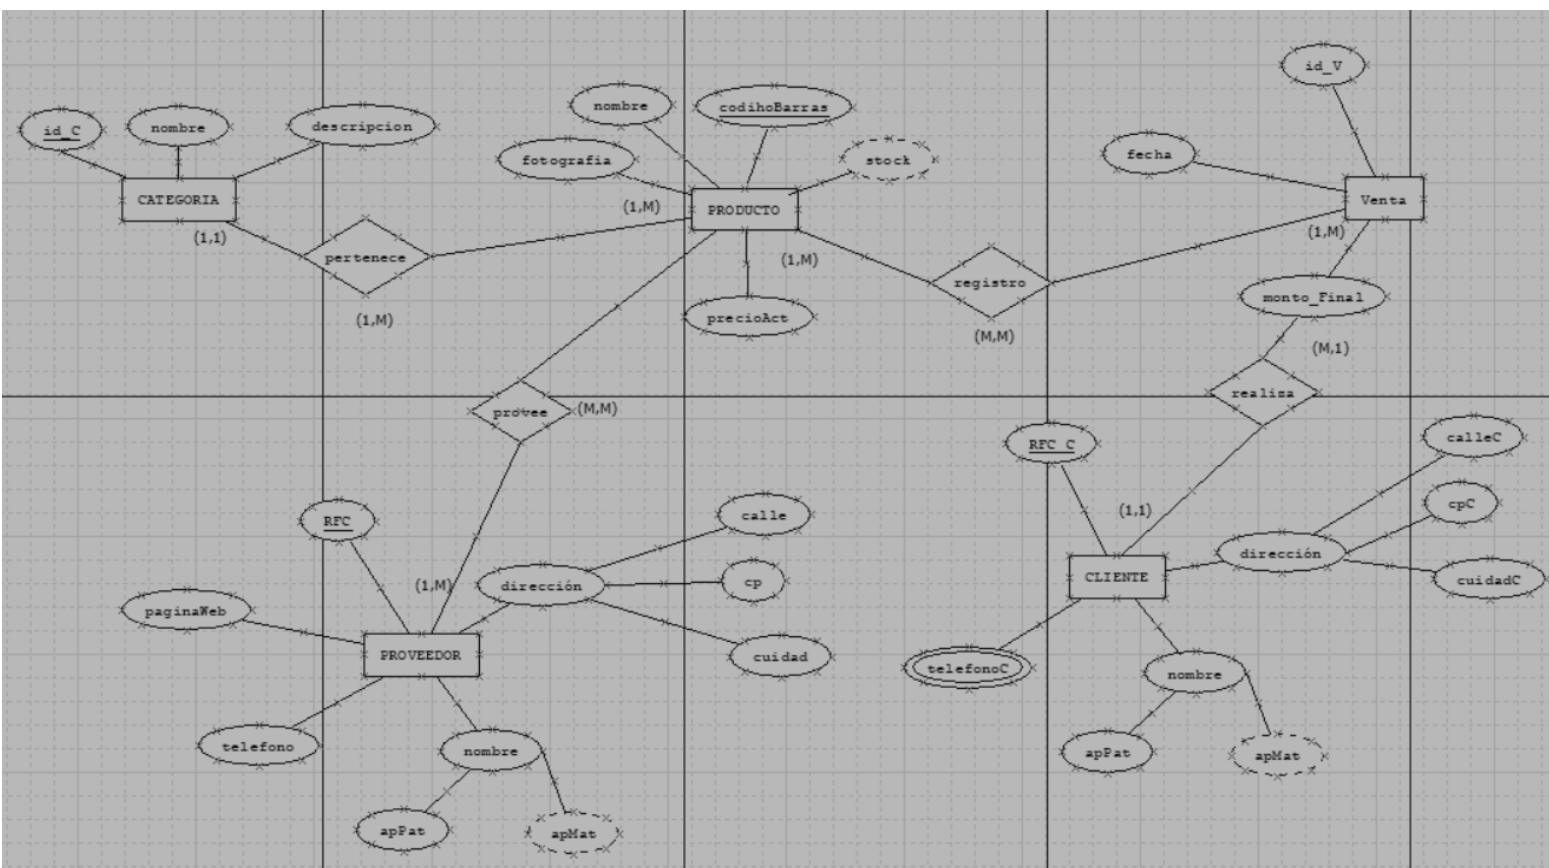 id_V
nombre
codihoBarras
id_C
nombre
descripcion
fotografia
stock
fecha
CATEGORIA
PRODUCTO
Venta
(1,1)
(1,M)
(1,M)
(1,M)
pertenece
registro
monto_Final
(1,M)
precioAct
(M,M)
(M,1)
provee
(M,M)
realisa
RFC_C
calleC
RFC
calle
(1,1)
cpC
dirección
(1,M)
dirección
cp
CLIENTE
cuidadC
paginaWeb
PROVEEDOR
cuidad
telefonoC
nombre
telefono
nombre
apPat
apMat
apPat
apMat